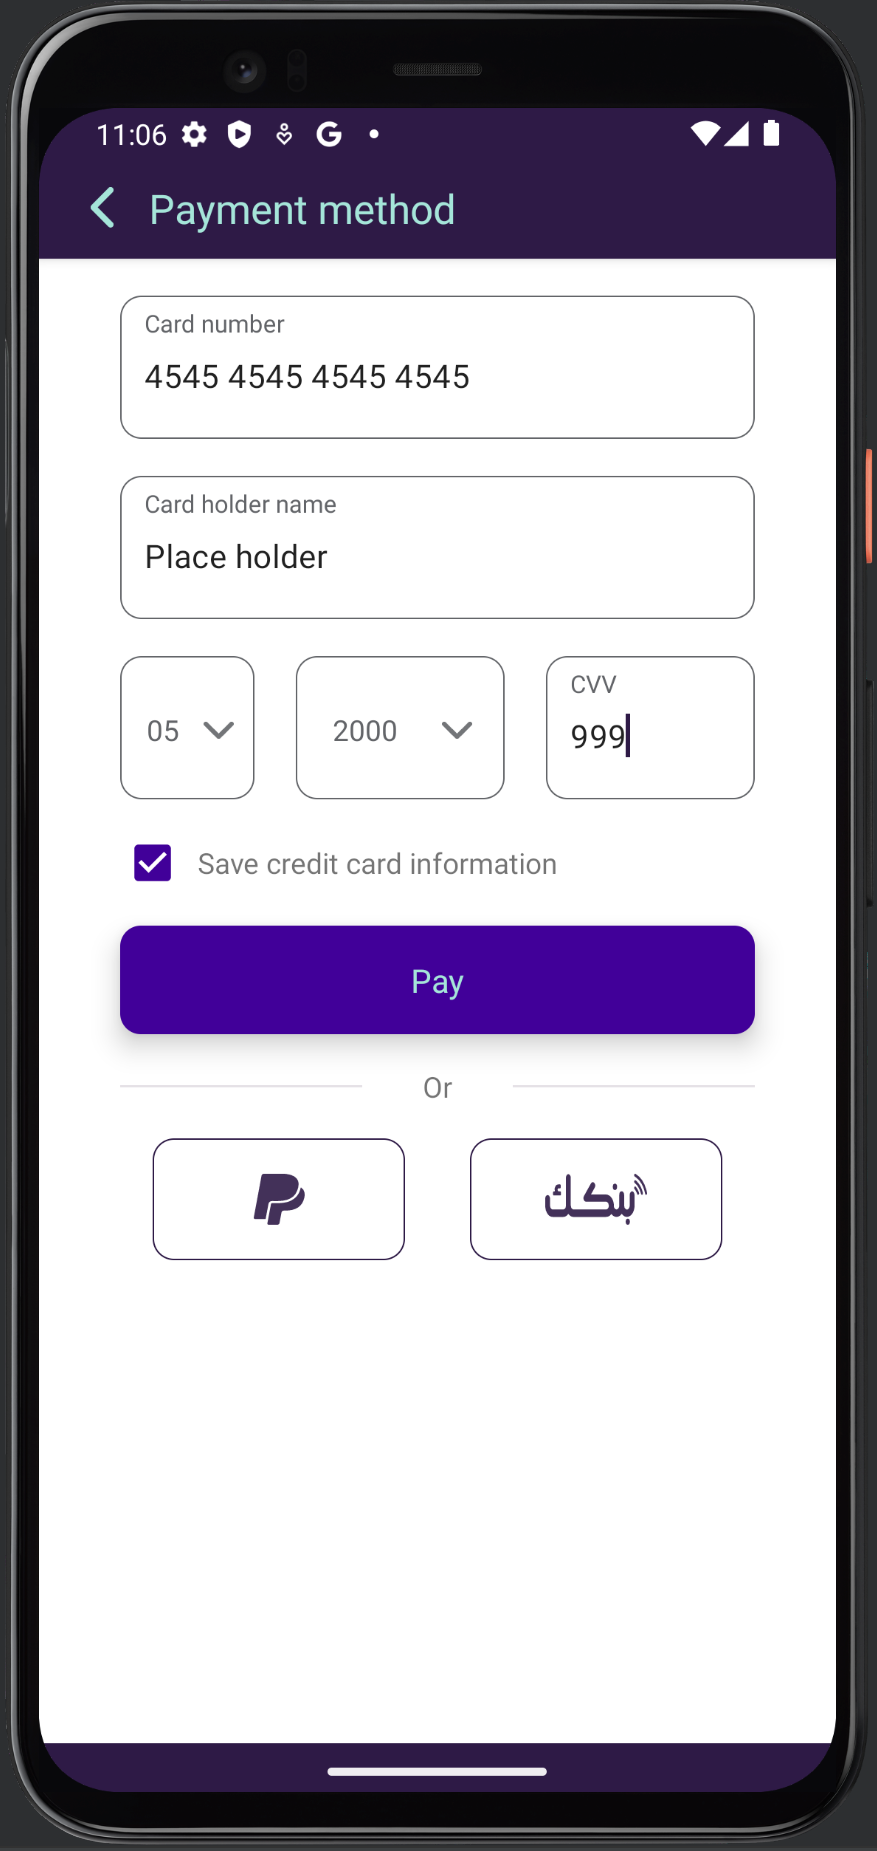 11:06
Payment method
Card number
4545 4545 4545 4545
Card holder name
Place holder
05
2000
CVV
999
Save credit card information
Pay
Or
بنكك